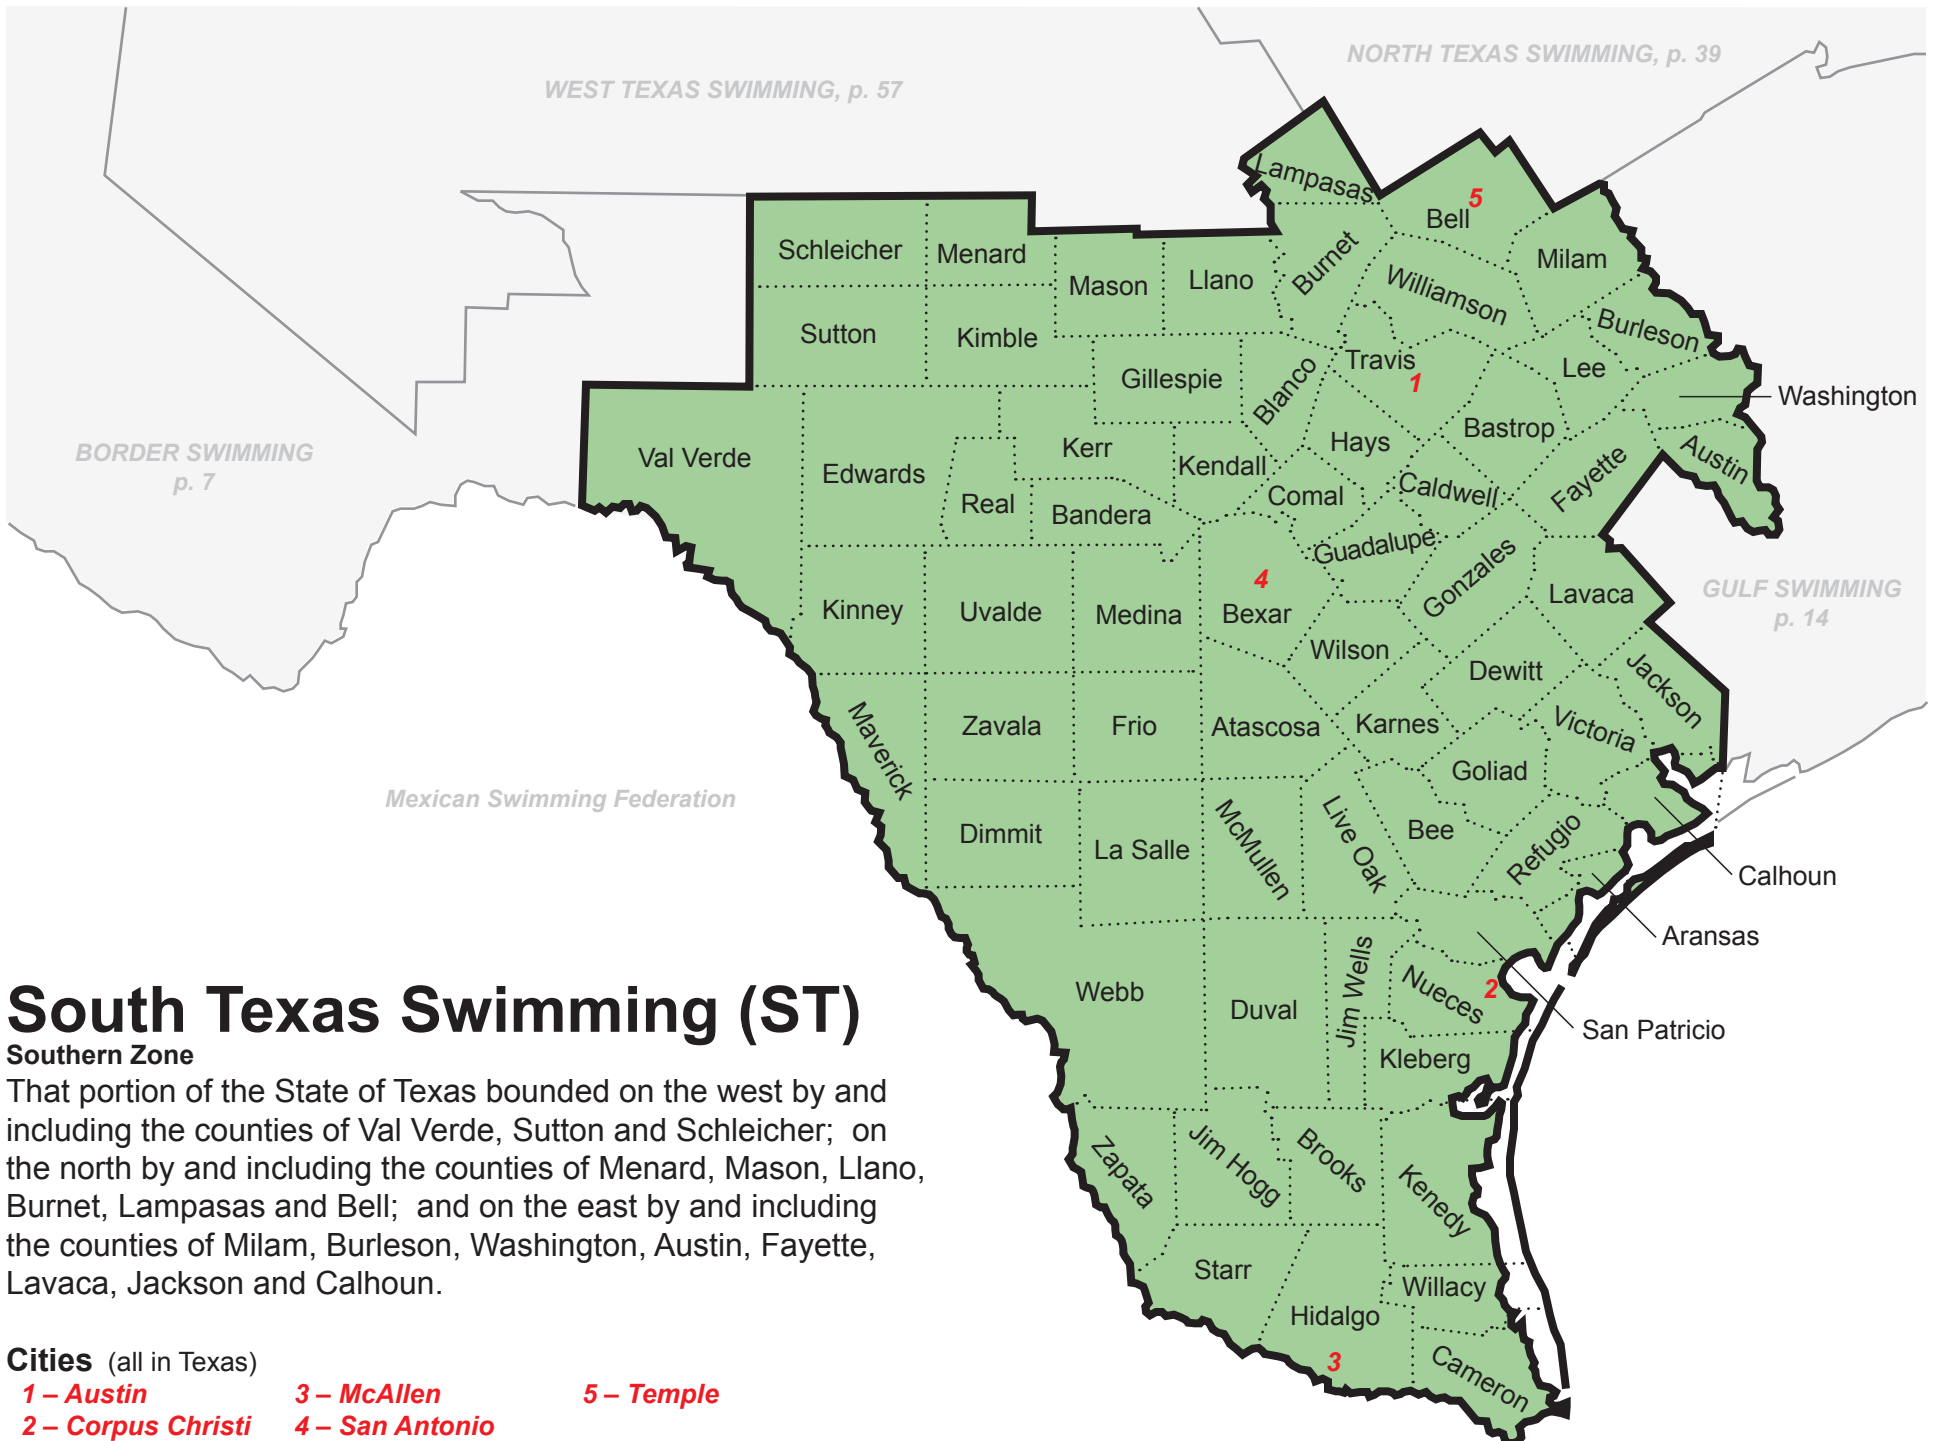 NORTH TEXAS SWIMMING, p. 39
WEST TEXAS SWIMMING, p. 57
Lampasas
5
Bell
Schleicher
Menard
Milam
Mason
Llano
Burnet
Williamson
Sutton
Kimble
Burleson
Travis
1
Lee
Gillespie
Blanco
Washington
BORDER SWIMMING
p. 7
Val Verde
Edwards
Kerr
Kendall
Hays
Bastrop
Austin
Real
Bandera
Comal
Caldwell
Fayette
Guadalupe
4
Bexar
Gonzales
Lavaca
GULF SWIMMING
p. 14
Kinney
Uvalde
Medina
Wilson
Dewitt
Jackson
Maverick
Zavala
Frio
Atascosa
Karnes
Victoria
Goliad
Mexican Swimming Federation
Dimmit
La Salle
McMullen
Live Oak
Bee
Refugio
Calhoun
Aransas
Webb
Duval
Jim Wells
Nueces
2
San Patricio
Kleberg
Zapata
Jim Hogg
Brooks
Kenedy
Starr
Hidalgo
Willacy
3
Cameron
South Texas Swimming (ST)
Southern Zone
That portion of the State of Texas bounded on the west by and
including the counties of Val Verde, Sutton and Schleicher; on
the north by and including the counties of Menard, Mason, Llano,
Burnet, Lampasas and Bell; and on the east by and including
the counties of Milam, Burleson, Washington, Austin, Fayette,
Lavaca, Jackson and Calhoun.
Cities (all in Texas)
1 – Austin 3 – McAllen 5 – Temple
2 – Corpus Christi 4 – San Antonio